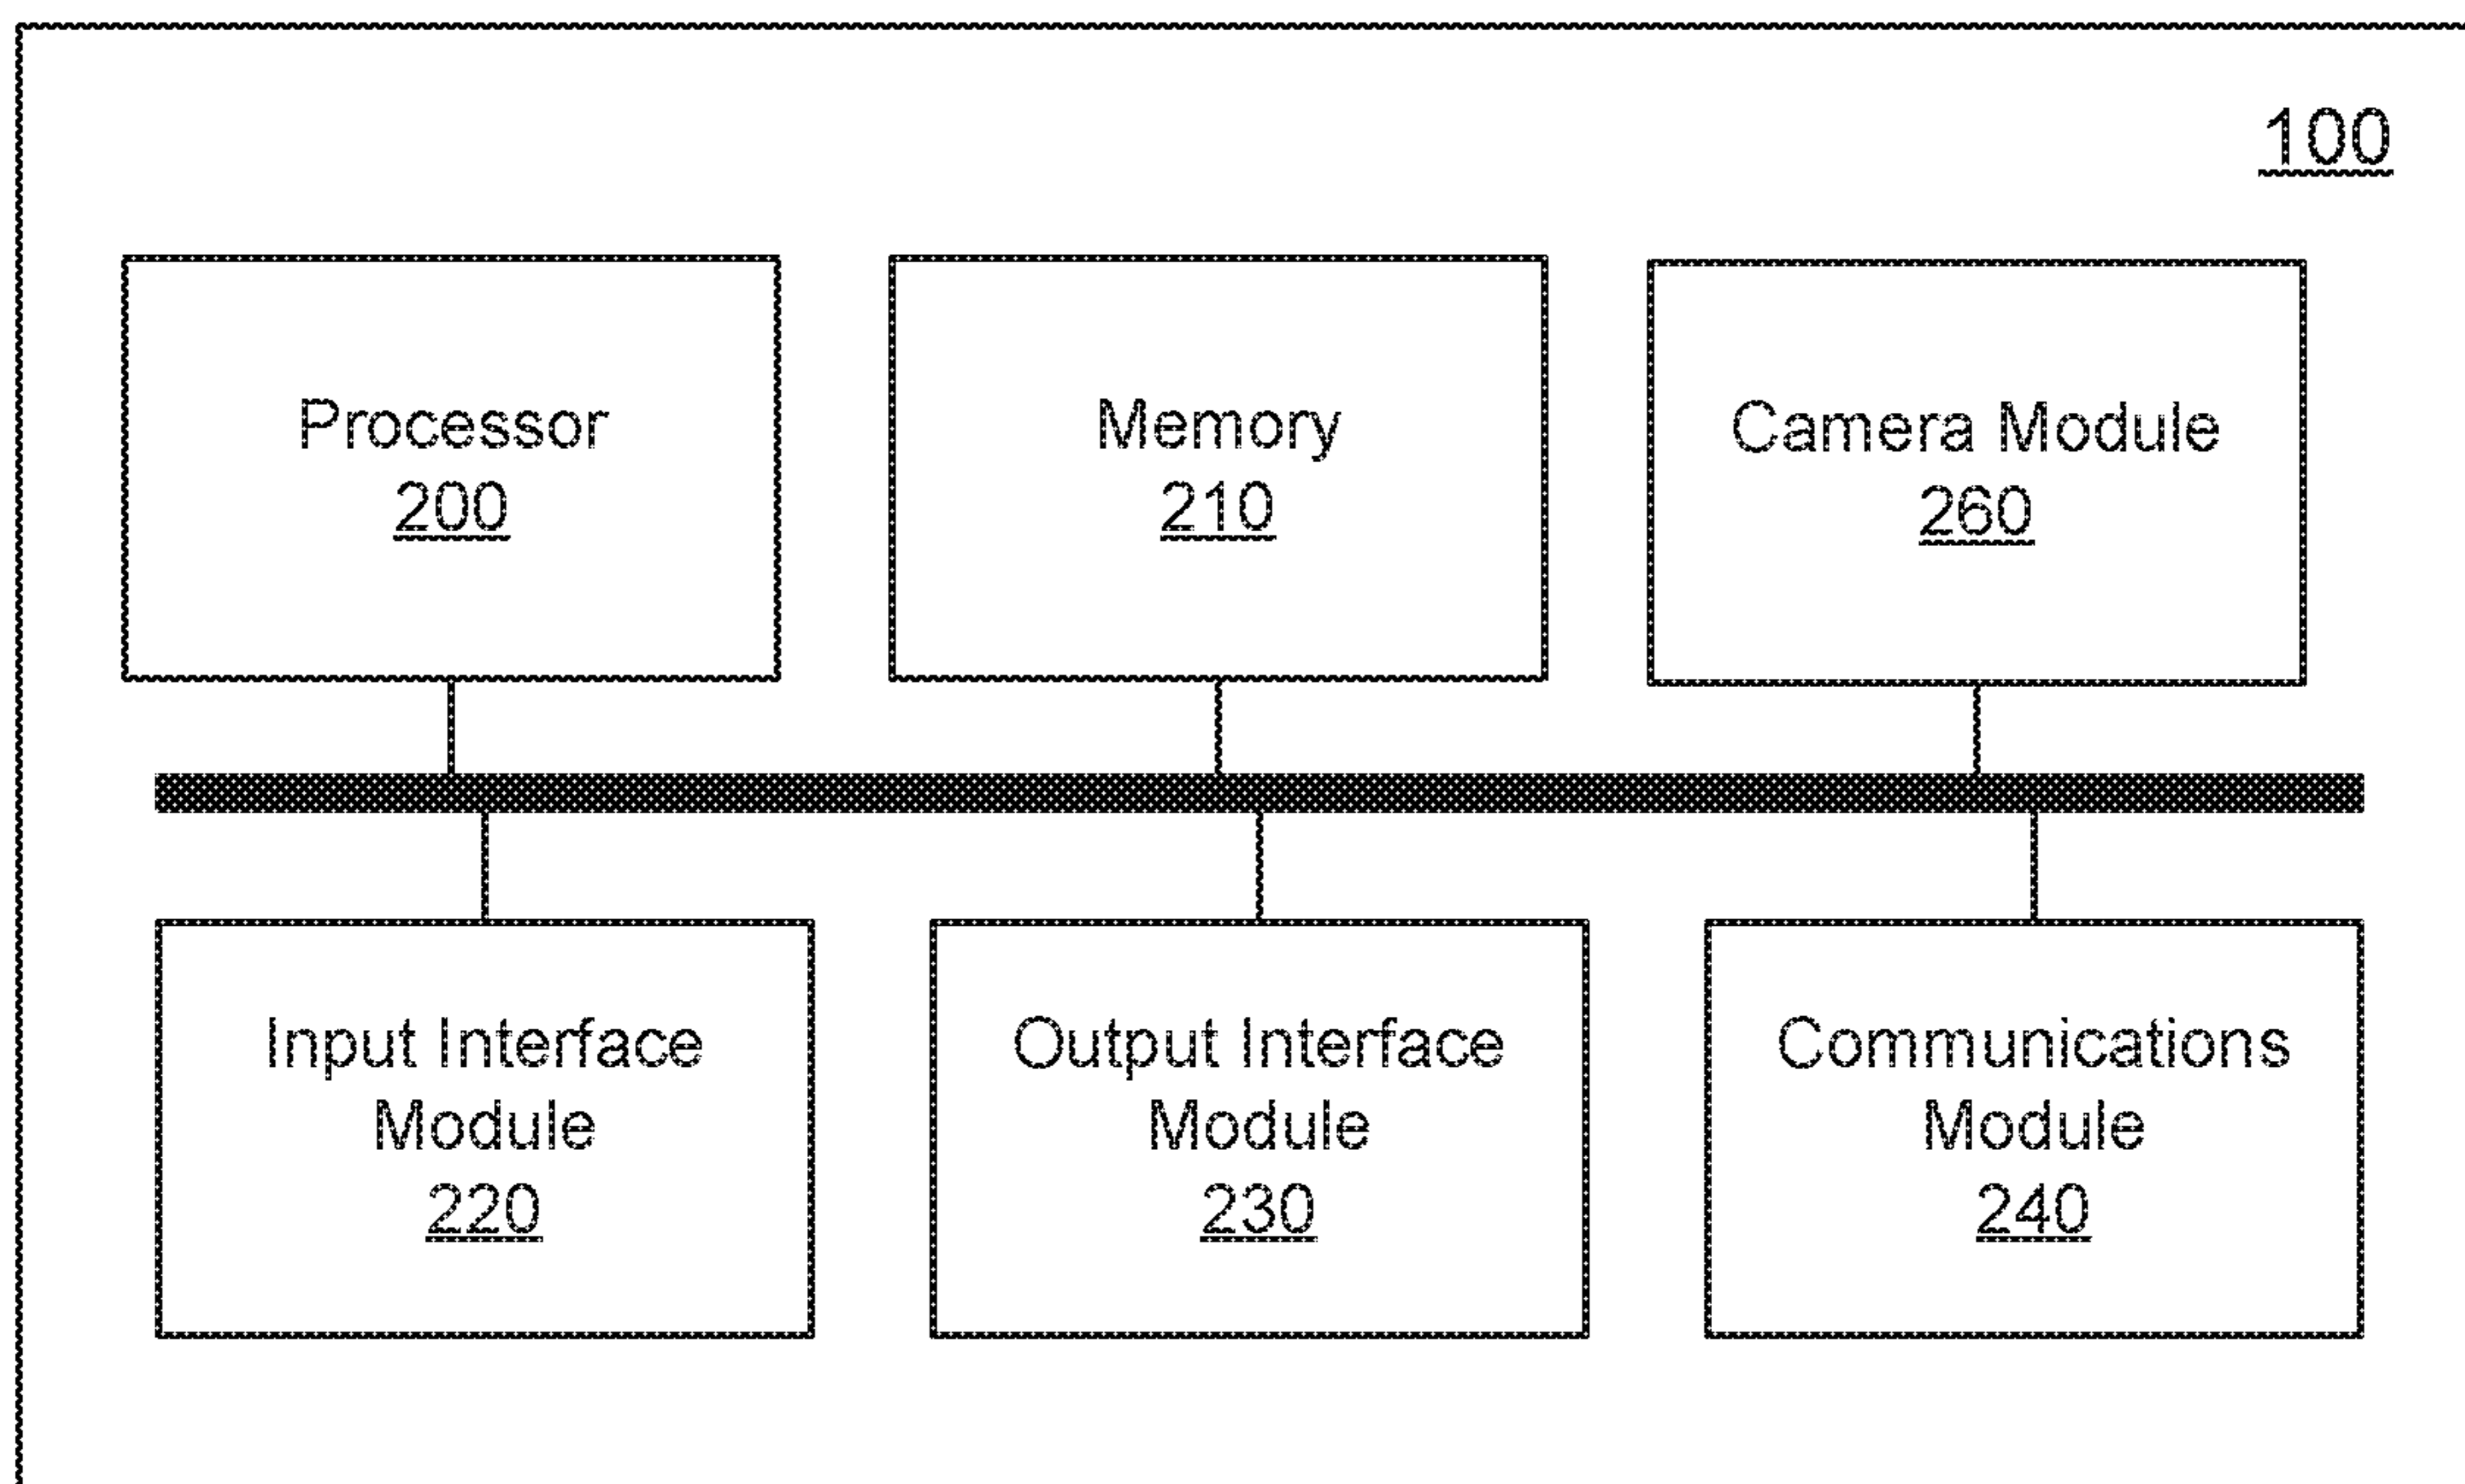 100
Processor
200
Memory
210
Camera Module
260
Input Interface
Module
220
Output Interface
Module
230
Communications
Module
240